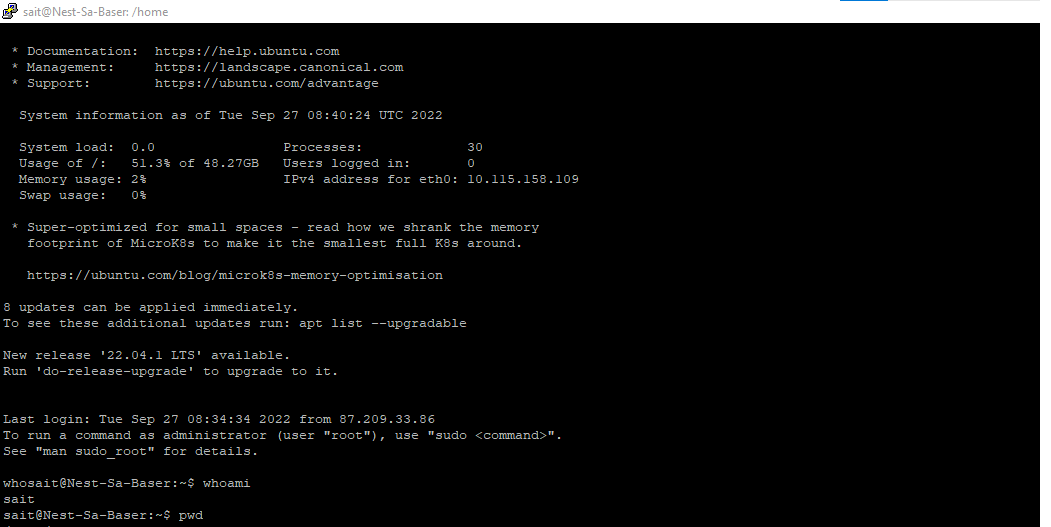 sait@Nest-Sa-Baser: /home
* Documentation:  https://help.ubuntu.com
* Management:     https://landscape.canonical.com
* Support:        https://ubuntu.com/advantage
System information as of Tue Sep 27 08:40:24 UTC 2022
System load:  0.0                Processes:             30
Usage of /:   51.3% of 48.27GB   Users logged in:       0
Memory usage: 2%                 IPv4 address for eth0: 10.115.158.109
Swap usage:   0%
* Super-optimized for small spaces - read how we shrank the memory
footprint of MicroK8s to make it the smallest full K8s around.
https://ubuntu.com/blog/microk8s-memory-optimisation
8 updates can be applied immediately.
To see these additional updates run: apt list --upgradable
New release '22.04.1 LTS' available.
Run 'do-release-upgrade' to upgrade to it.
Last login: Tue Sep 27 08:34:34 2022 from 87.209.33.86
To run a command as administrator (user "root"), use "sudo <command>".
See "man sudo_root" for details.
whosait@Nest-Sa-Baser:~$ whoami
sait
sait@Nest-Sa-Baser:~$ pwd